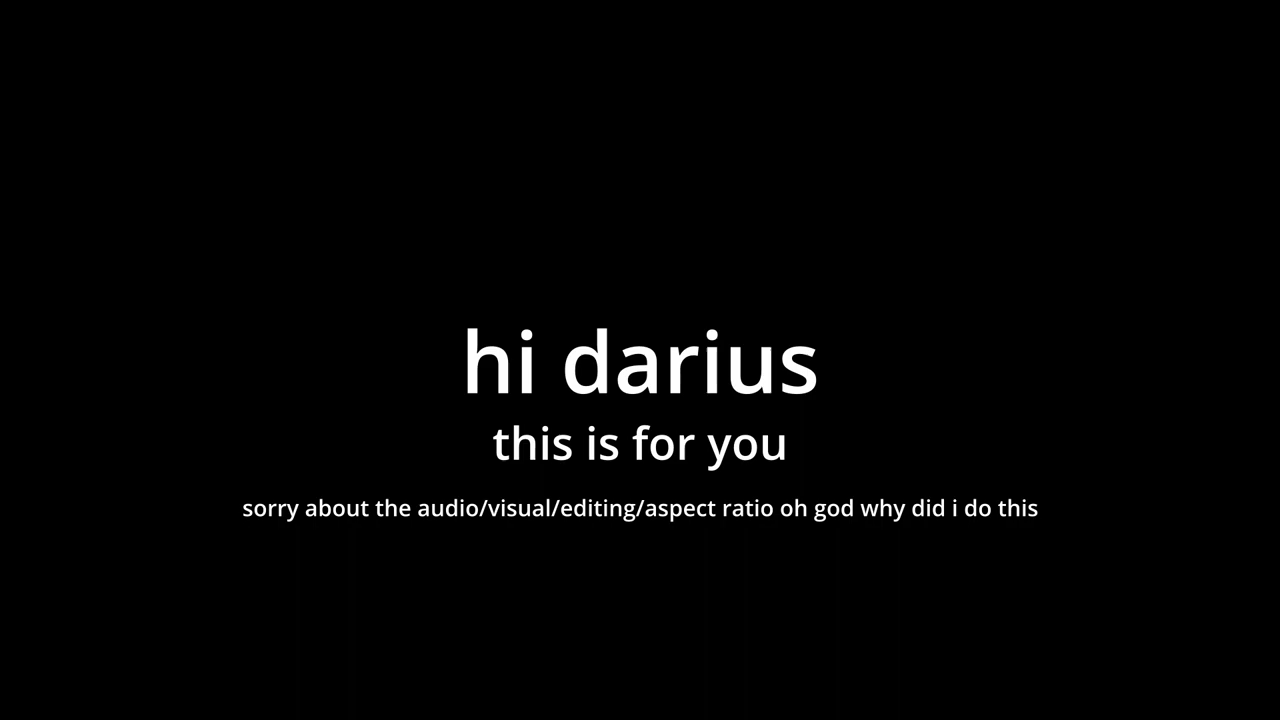 hi darius
this is for you
sorry about the audio/visual/editing/aspect ratio oh god why did i do this